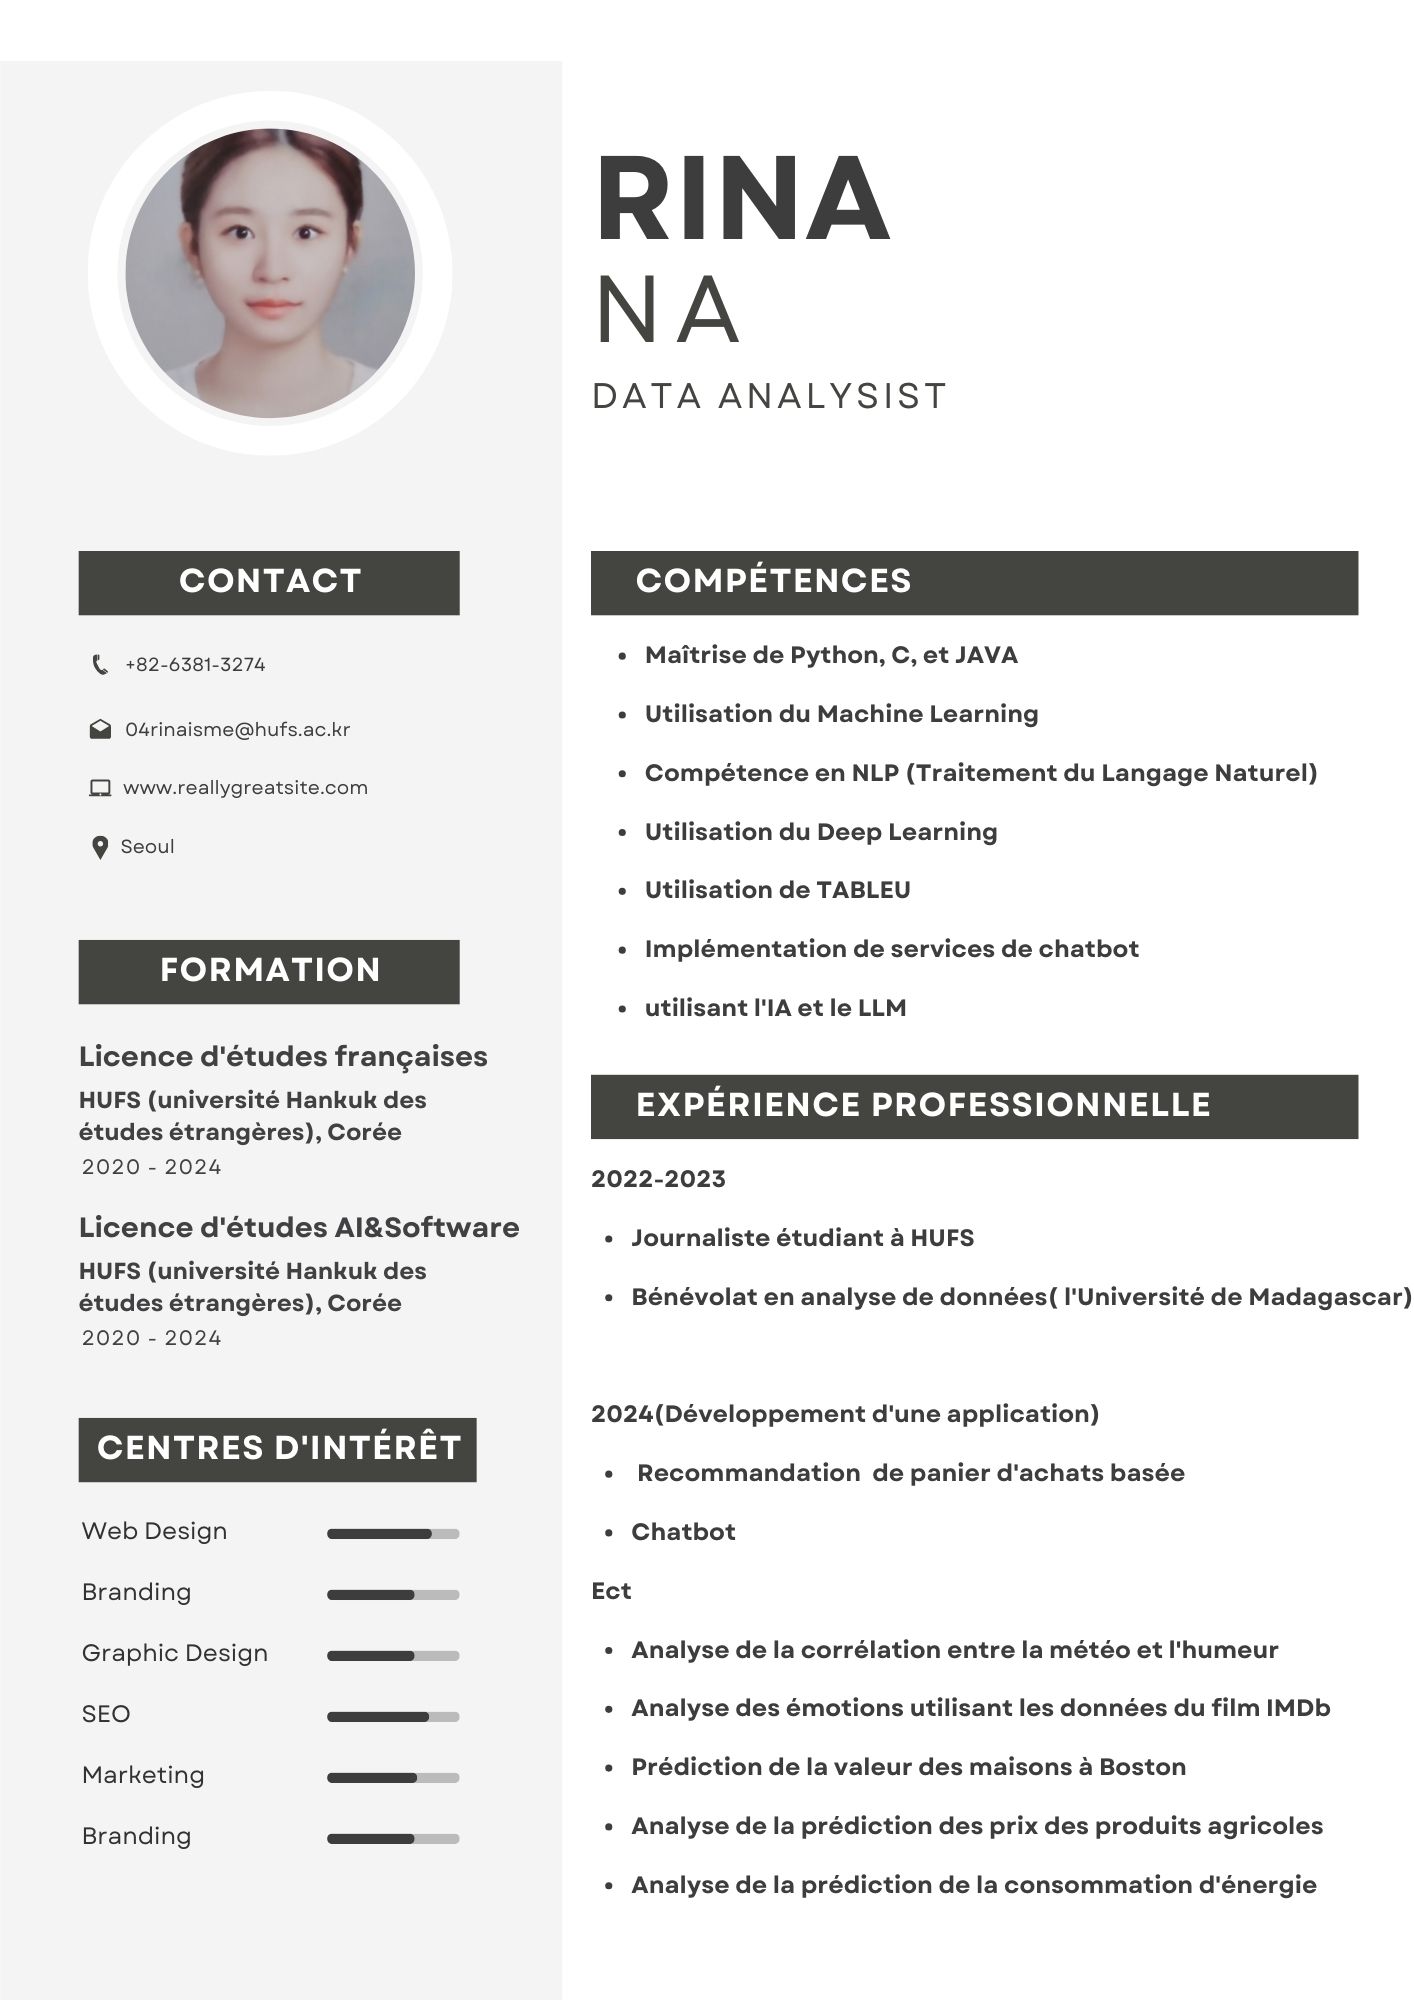 RINA
NA
DATA ANALYSIST
CONTACT
+82-6381-3274
04rinaisme@hufs.ac.kr
www.reallygreatsite.com
Seoul
FORMATION
Licence d'études françaises
HUFS (université Hankuk des
études étrangères), Corée
2020 - 2024
Licence d'études AI&Software
HUFS (université Hankuk des
études étrangères), Corée
2020 - 2024
CENTRES D'INTÉRÊT
Web Design
Branding
Graphic Design
SEO
Marketing
Branding
COMPÉTENCES
• Maîtrise de Python, C, et JAVA
• Utilisation du Machine Learning
• Compétence en NLP (Traitement du Langage Naturel)
• Utilisation du Deep Learning
• Utilisation de TABLEU
• Implémentation de services de chatbot
• utilisant l'IA et le LLM
EXPÉRIENCE PROFESSIONNELLE
2022-2023
• Journaliste étudiant à HUFS
• Bénévolat en analyse de données( l'Université de Madagascar)
2024(Développement d'une application)
• Recommandation  de panier d'achats basée
• Chatbot
Ect
• Analyse de la corrélation entre la météo et l'humeur
• Analyse des émotions utilisant les données du film IMDb
• Prédiction de la valeur des maisons à Boston
• Analyse de la prédiction des prix des produits agricoles
• Analyse de la prédiction de la consommation d'énergie